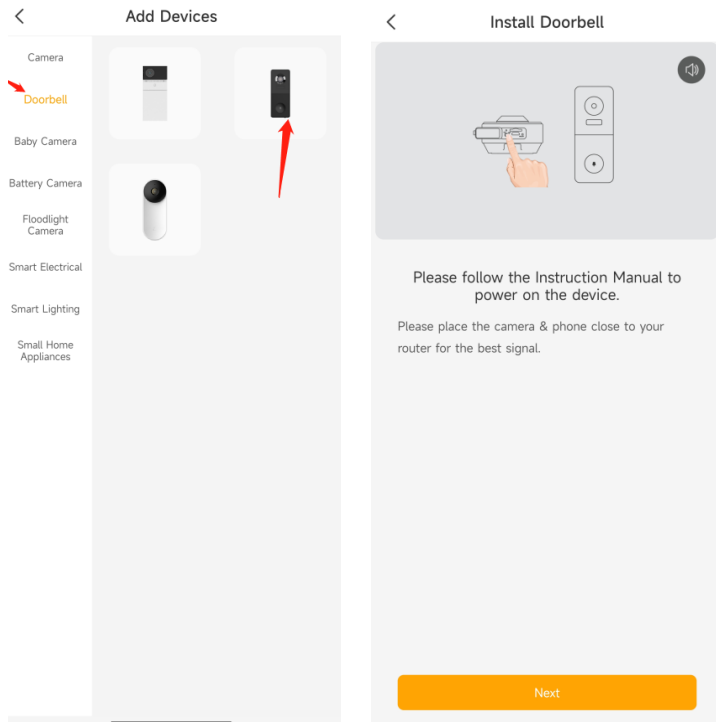 Add Devices
Camera
Doorbell
Baby Camera
Battery Camera
Floodlight
Camera
Smart Electrical
Smart Lighting
Small Home
Appliances
Install Doorbell
Please follow the Instruction Manual to
power on the device.
Please place the camera & phone close to your
router for the best signal.
Next